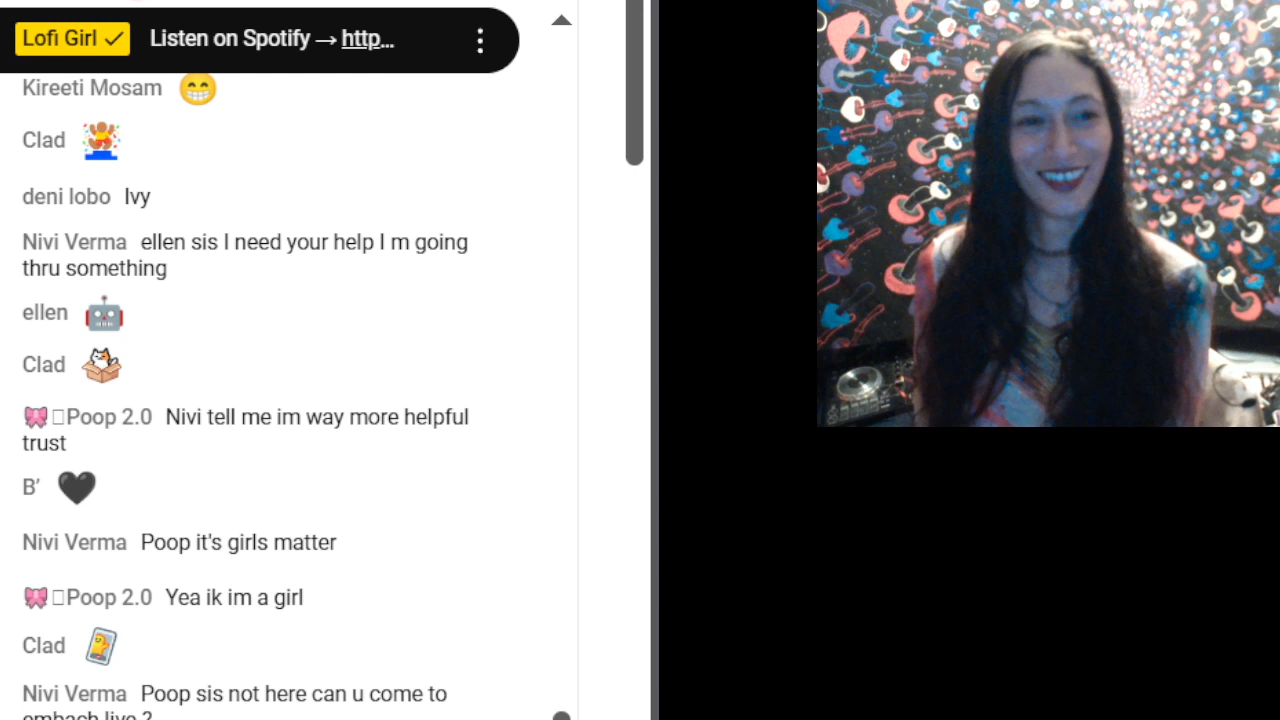 Lofi Girl Listen on Spotify → http...
Kireeti Mosam
Clad
deni lobo Ivy
Nivi Verma ellen sis I need your help I m going
thru something
ellen
Clad
Poop 2.0 Nivi tell me im way more helpful
trust
B’
Nivi Verma Poop it's girls matter
Poop 2.0 Yea ik im a girl
Clad
Nivi Verma Poop sis not here can u come to
embach live ?